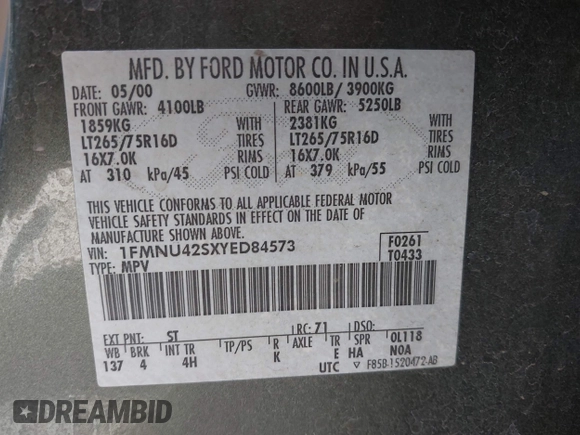 MFD. BY FORD MOTOR CO. IN U.S.A.
DATE: 05/00 GVWR: 8600LB/ 3900KG
FRONT GAWR: 4100LB REAR GAWR: 5250LB
1859KG WITH 2381KG WITH
LT265/75R16D TIRES LT265/75R16D TIRES
16X7.0K RIMS 16X7.0K RIMS
AT 310 kPa/45 PSI COLD AT 379 kPa/55 PSI COLD
THIS VEHICLE CONFORMS TO ALL APPLICABLE FEDERAL MOTOR
VEHICLE SAFETY STANDARDS IN EFFECT ON THE DATE OF
MANUFACTURE SHOWN ABOVE.
VIN: 1FMNU42SXYED84573 F0261
TYPE: MPV T0433
EXT PNT: ST RC: 71 DSO:
WB BRK INT TR TP/PS R AXLE TR SPR OL118
137 4 4H K E HA NOA
UTC ▽ F85B-1520472-AB
DREAMBID